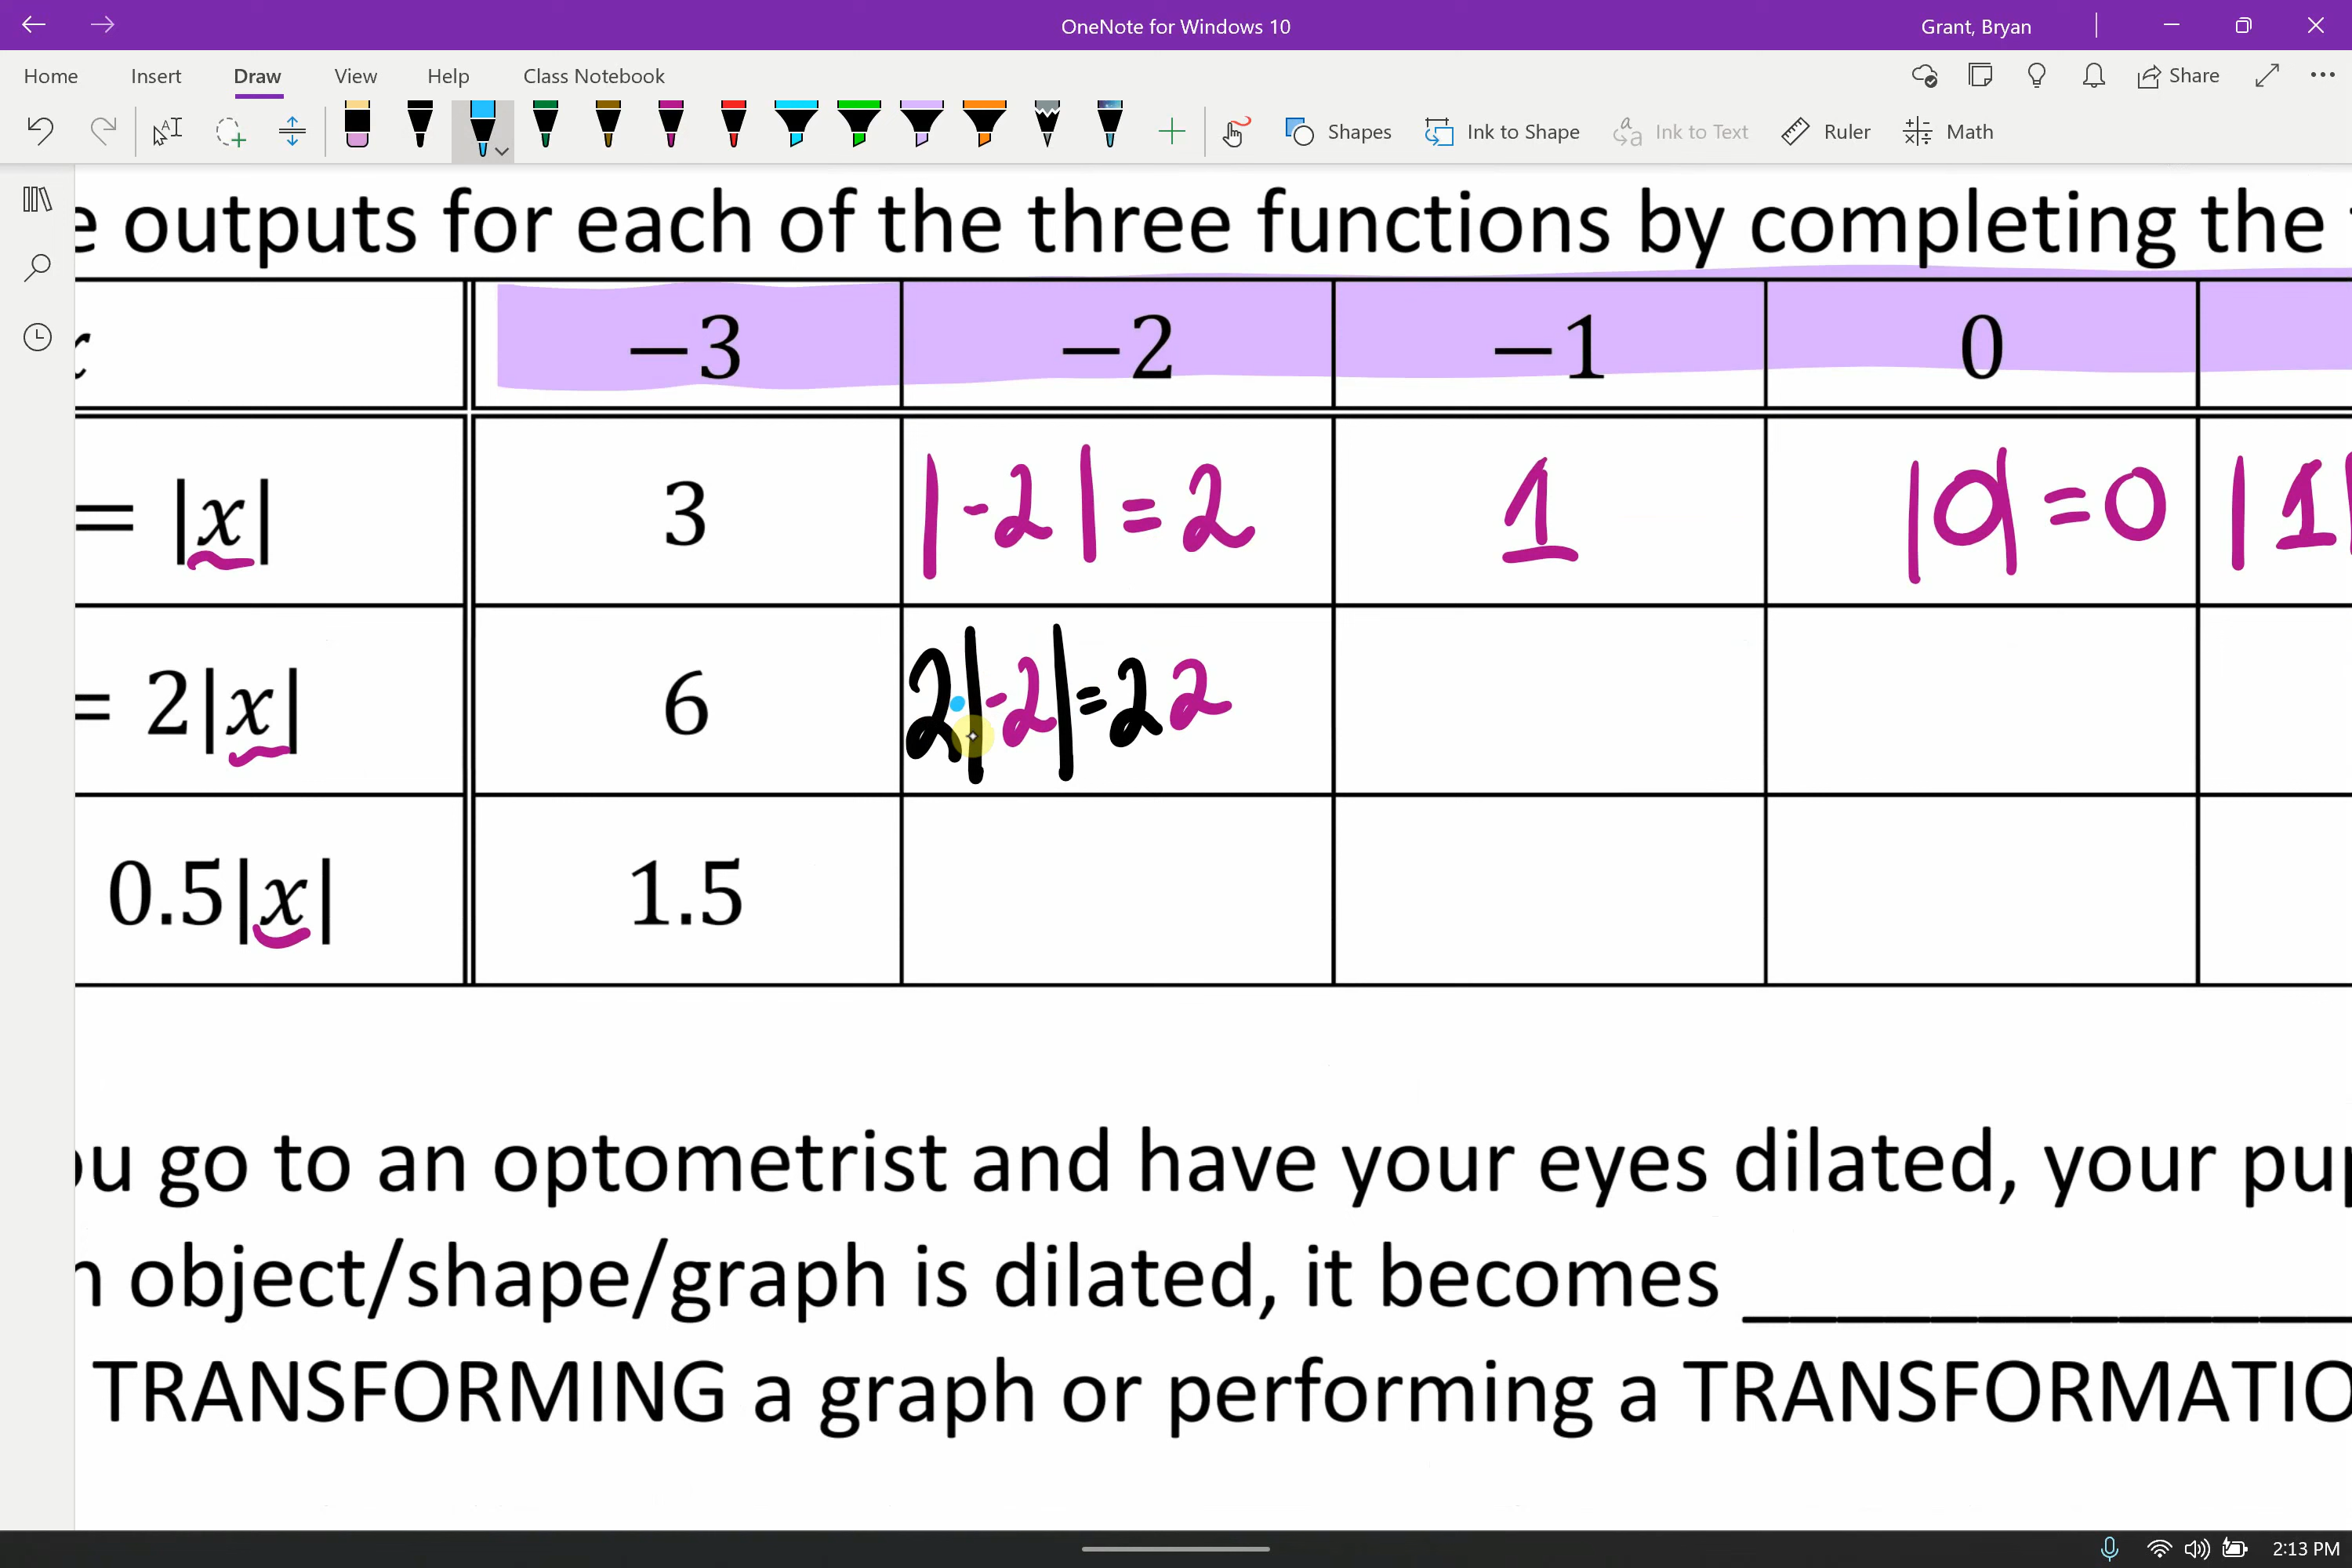 OneNote for Windows 10
Grant, Bryan
Home Insert Draw View Help Class Notebook Share
Shapes Ink to Shape Ink to Text Ruler Math
e outputs for each of the three functions by completing the
x −3 −2 −1 0
= |x| 3 |-2| = 2 1 |0| = 0 |1|
= 2|x| 6 2·|-2| = 2 2
0.5|x| 1.5
ou go to an optometrist and have your eyes dilated, your pup
n object/shape/graph is dilated, it becomes ____________
TRANSFORMING a graph or performing a TRANSFORMATIO
2:13 PM